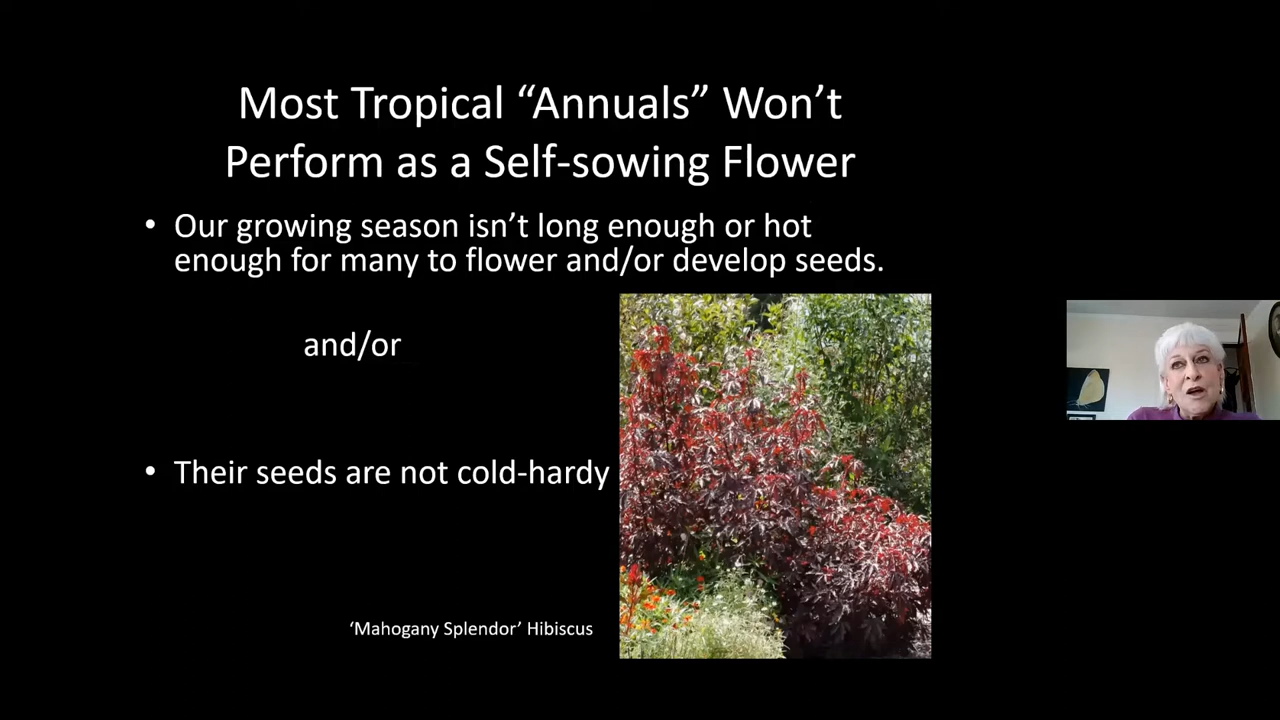 Most Tropical “Annuals” Won’t
Perform as a Self-sowing Flower
• Our growing season isn’t long enough or hot
enough for many to flower and/or develop seeds.
and/or
• Their seeds are not cold-hardy
‘Mahogany Splendor’ Hibiscus